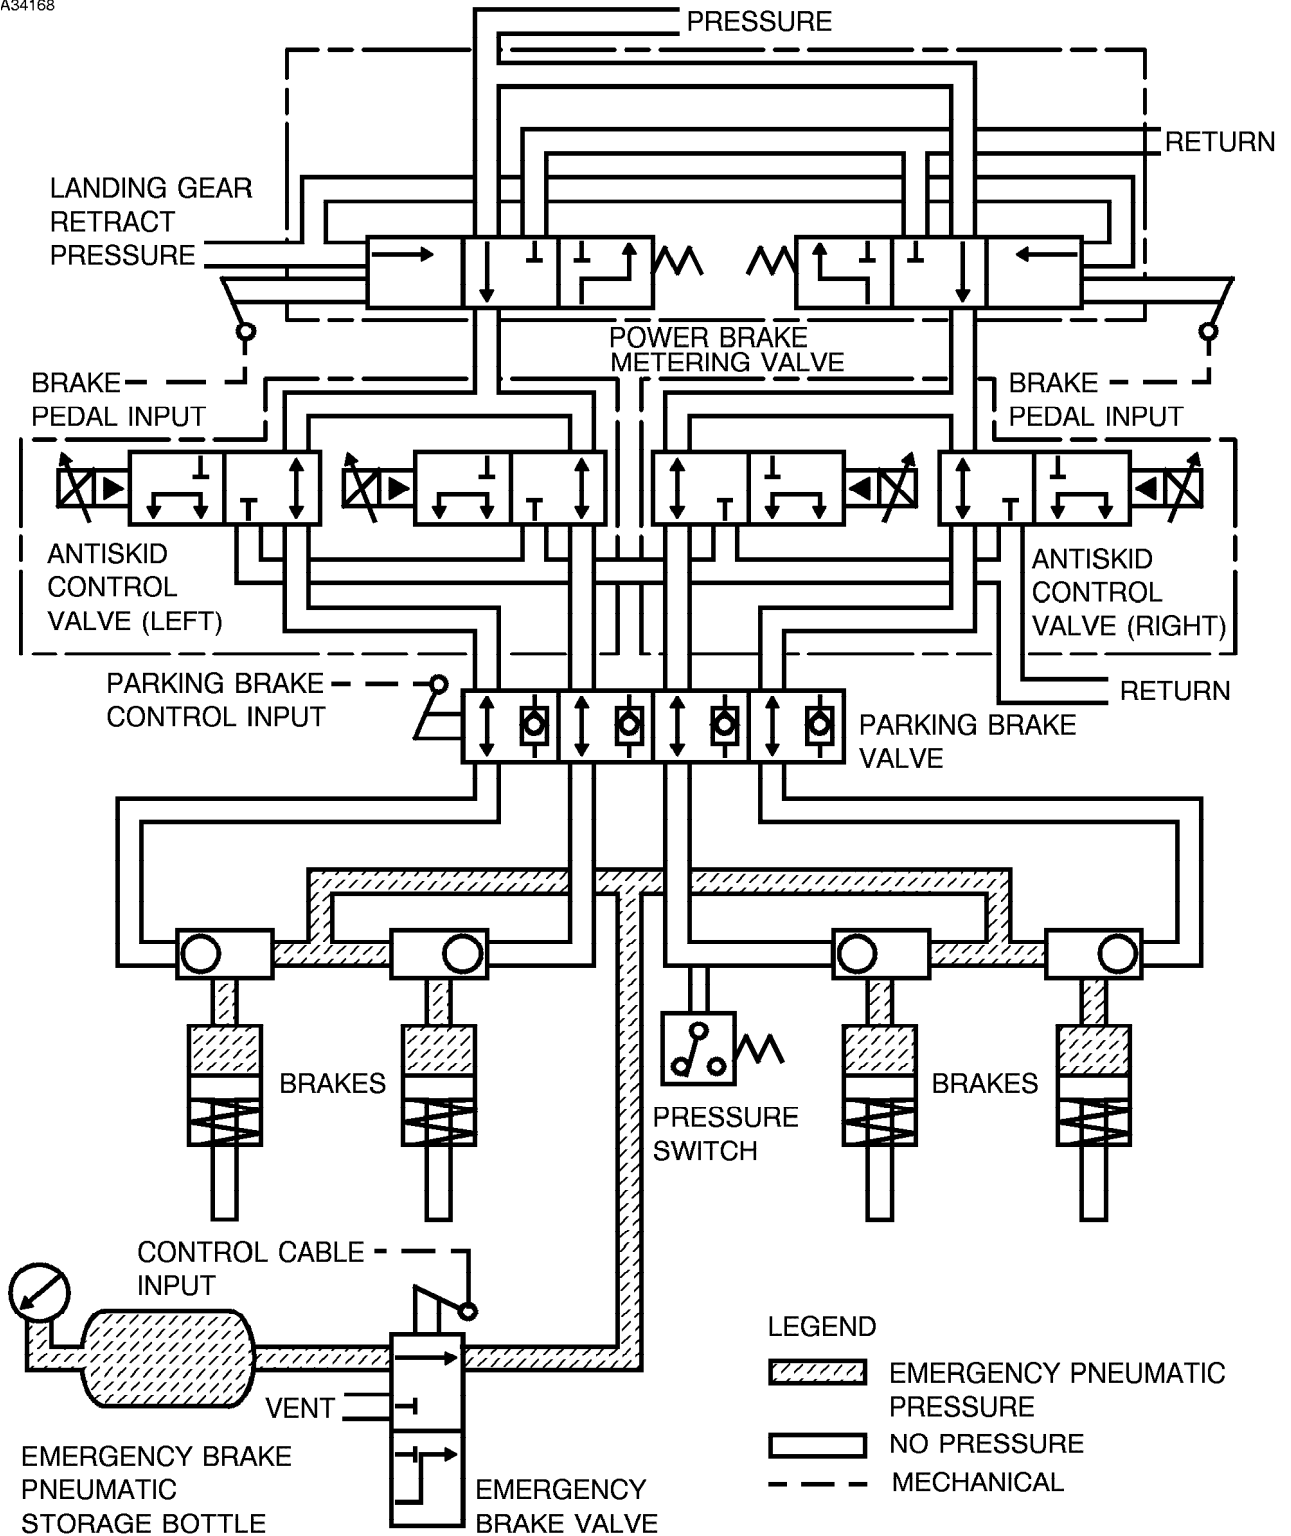 A34168
PRESSURE
RETURN
LANDING GEAR
RETRACT
PRESSURE
POWER BRAKE
METERING VALVE
BRAKE
PEDAL INPUT
BRAKE
PEDAL INPUT
ANTISKID
CONTROL
VALVE (LEFT)
ANTISKID
CONTROL
VALVE (RIGHT)
PARKING BRAKE
CONTROL INPUT
RETURN
PARKING BRAKE
VALVE
BRAKES
BRAKES
PRESSURE
SWITCH
CONTROL CABLE
INPUT
VENT
EMERGENCY BRAKE
PNEUMATIC
STORAGE BOTTLE
EMERGENCY
BRAKE VALVE
LEGEND
EMERGENCY PNEUMATIC
PRESSURE
NO PRESSURE
MECHANICAL